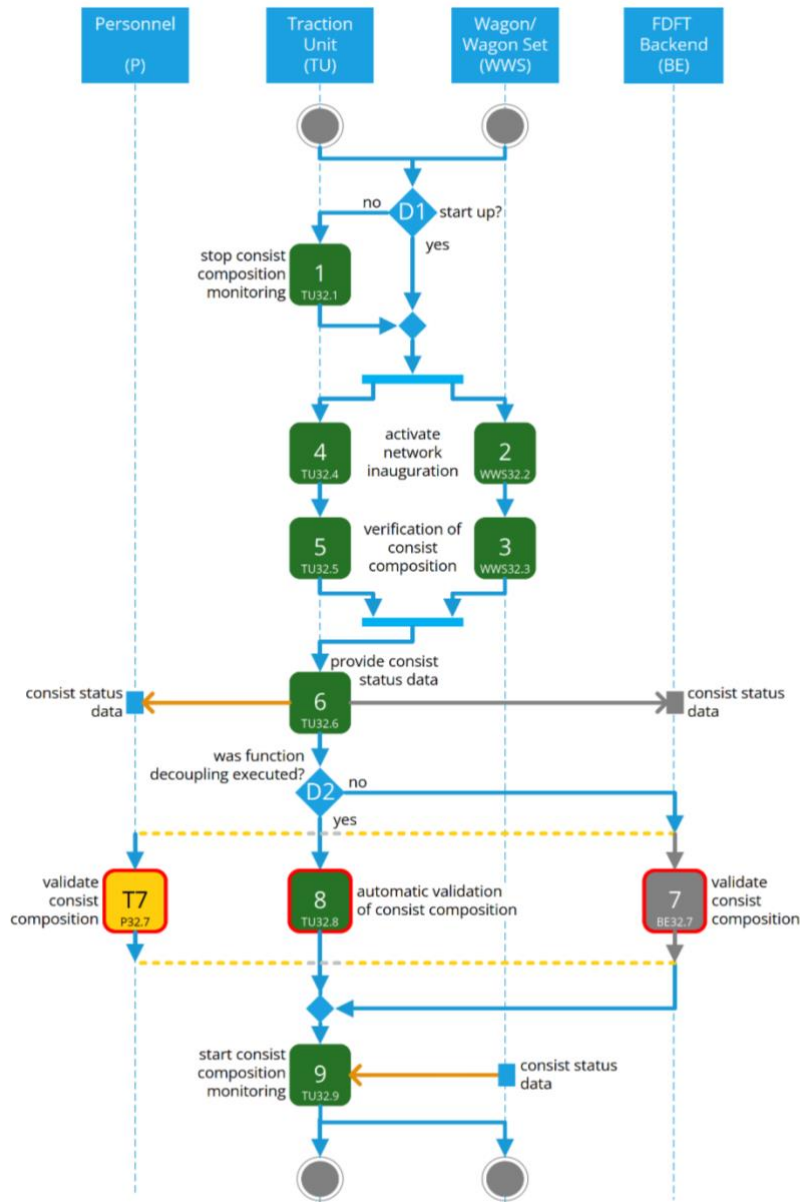 Personnel
(P)
Traction
Unit
(TU)
Wagon/
Wagon Set
(WWS)
FDFT
Backend
(BE)
no
D1
start up?
yes
stop consist
composition
monitoring
1
TU32.1
4
TU32.4
activate
network
inauguration
2
WWS32.2
5
TU32.5
verification of
consist
composition
3
WWS32.3
provide consist
status data
consist status
data
6
TU32.6
consist status
data
was function
decoupling executed?
D2
no
yes
validate
consist
composition
T7
P32.7
8
TU32.8
automatic validation
of consist composition
7
BE32.7
validate
consist
composition
start consist
composition
monitoring
9
TU32.9
consist status
data